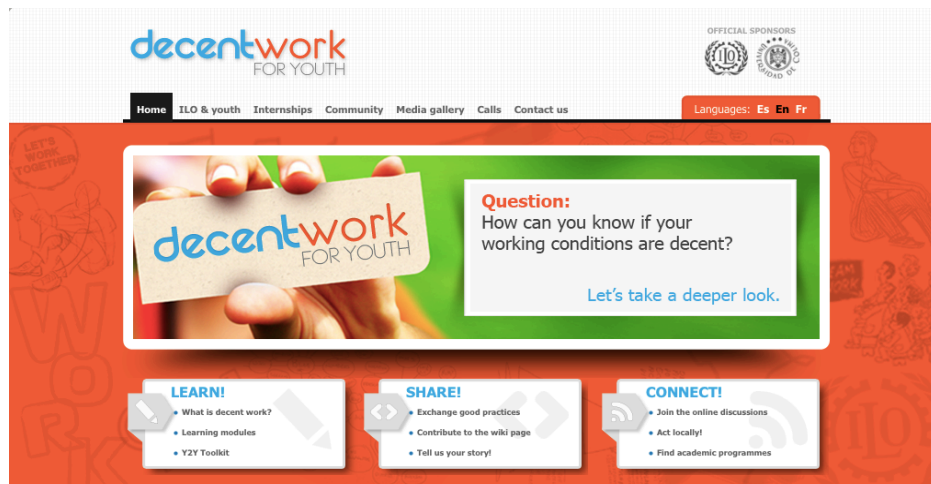 decentwork
FOR YOUTH
OFFICIAL SPONSORS
ILO
Home ILO & youth Internships Community Media gallery Calls Contact us
Languages: Es En Fr
LET'S
WORK
TOGETHER
decentwork
FOR YOUTH
Question:
How can you know if your
working conditions are decent?
Let's take a deeper look.
WORK
ILO
LEARN!
What is decent work?
Learning modules
Y2Y Toolkit
SHARE!
Exchange good practices
Contribute to the wiki page
Tell us your story!
CONNECT!
Join the online discussions
Act locally!
Find academic programmes